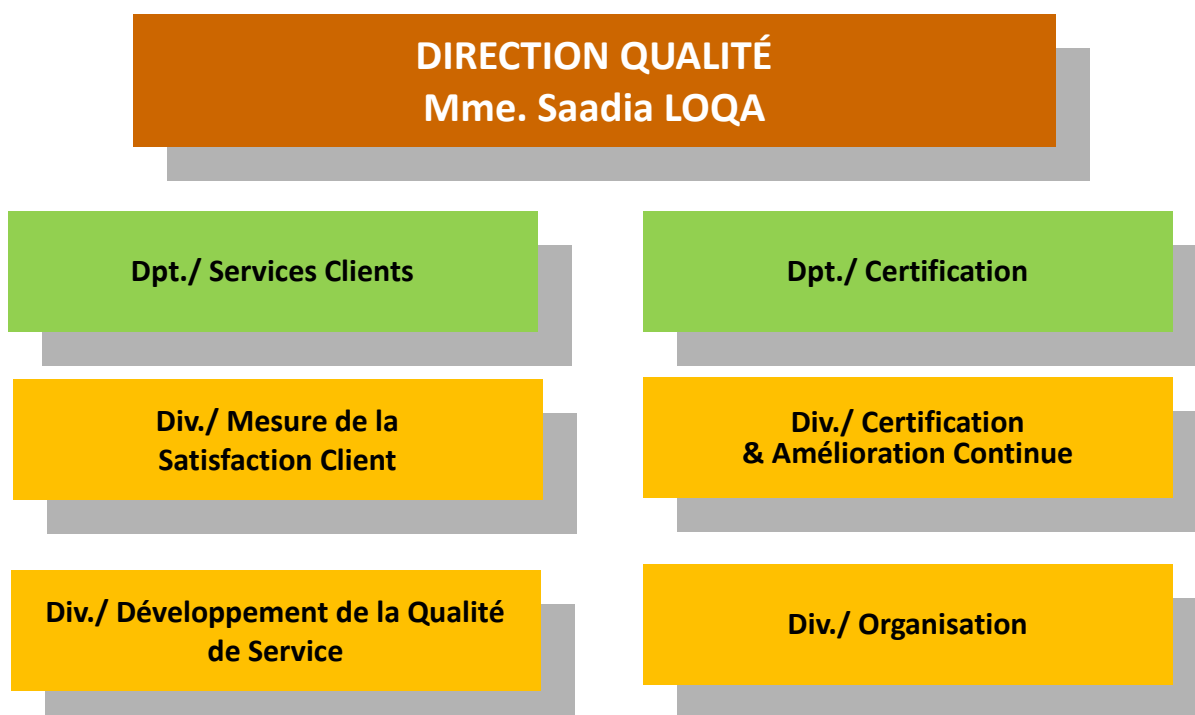 DIRECTION QUALITÉ
Mme. Saadia LOQA
Dpt./ Services Clients
Dpt./ Certification
Div./ Mesure de la
Satisfaction Client
Div./ Certification
& Amélioration Continue
Div./ Développement de la Qualité
de Service
Div./ Organisation